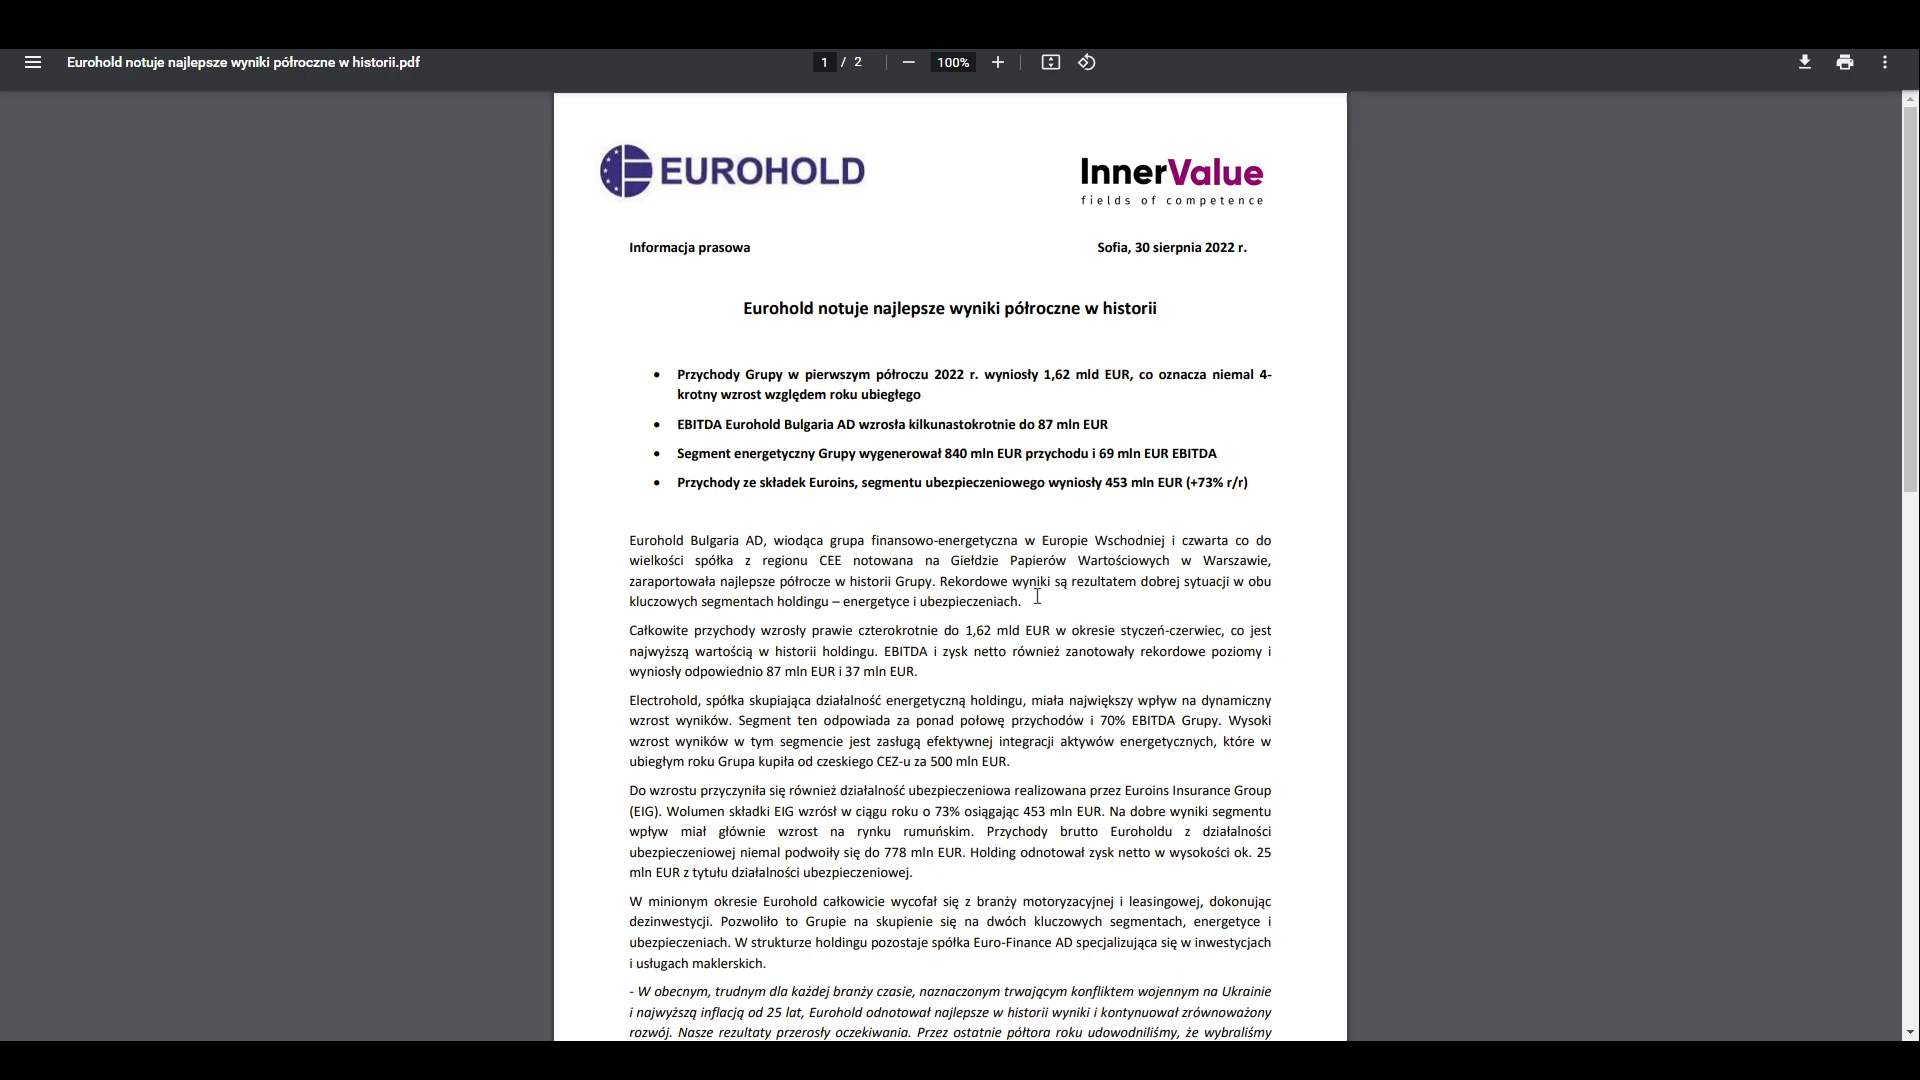 Eurohold notuje najlepsze wyniki półroczne w historii.pdf
1 / 2
100%
EUROHOLD
InnerValue
fields of competence
Informacja prasowa
Sofia, 30 sierpnia 2022 r.
Eurohold notuje najlepsze wyniki półroczne w historii
• Przychody Grupy w pierwszym półroczu 2022 r. wyniosły 1,62 mld EUR, co oznacza niemal 4-
krotny wzrost względem roku ubiegłego
• EBITDA Eurohold Bulgaria AD wzrosła kilkunastokrotnie do 87 mln EUR
• Segment energetyczny Grupy wygenerował 840 mln EUR przychodu i 69 mln EUR EBITDA
• Przychody ze składek Euroins, segmentu ubezpieczeniowego wyniosły 453 mln EUR (+73% r/r)
Eurohold Bulgaria AD, wiodąca grupa finansowo-energetyczna w Europie Wschodniej i czwarta co do
wielkości spółka z regionu CEE notowana na Giełdzie Papierów Wartościowych w Warszawie,
zaraportowała najlepsze półrocze w historii Grupy. Rekordowe wyniki są rezultatem dobrej sytuacji w obu
kluczowych segmentach holdingu – energetyce i ubezpieczeniach.
Całkowite przychody wzrosły prawie czterokrotnie do 1,62 mld EUR w okresie styczeń-czerwiec, co jest
najwyższą wartością w historii holdingu. EBITDA i zysk netto również zanotowały rekordowe poziomy i
wyniosły odpowiednio 87 mln EUR i 37 mln EUR.
Electrohold, spółka skupiająca działalność energetyczną holdingu, miała największy wpływ na dynamiczny
wzrost wyników. Segment ten odpowiada za ponad połowę przychodów i 70% EBITDA Grupy. Wysoki
wzrost wyników w tym segmencie jest zasługą efektywnej integracji aktywów energetycznych, które w
ubiegłym roku Grupa kupiła od czeskiego CEZ-u za 500 mln EUR.
Do wzrostu przyczyniła się również działalność ubezpieczeniowa realizowana przez Euroins Insurance Group
(EIG). Wolumen składki EIG wzrósł w ciągu roku o 73% osiągając 453 mln EUR. Na dobre wyniki segmentu
wpływ miał głównie wzrost na rynku rumuńskim. Przychody brutto Euroholdu z działalności
ubezpieczeniowej niemal podwoiły się do 778 mln EUR. Holding odnotował zysk netto w wysokości ok. 25
mln EUR z tytułu działalności ubezpieczeniowej.
W minionym okresie Eurohold całkowicie wycofał się z branży motoryzacyjnej i leasingowej, dokonując
dezinwestycji. Pozwoliło to Grupie na skupienie się na dwóch kluczowych segmentach, energetyce i
ubezpieczeniach. W strukturze holdingu pozostaje spółka Euro-Finance AD specjalizująca się w inwestycjach
i usługach maklerskich.
- W obecnym, trudnym dla każdej branży czasie, naznaczonym trwającym konfliktem wojennym na Ukrainie
i najwyższą inflacją od 25 lat, Eurohold odnotował najlepsze w historii wyniki i kontynuował zrównoważony
rozwój. Nasze rezultaty przerosły oczekiwania. Przez ostatnie półtora roku udowodniliśmy, że wybraliśmy